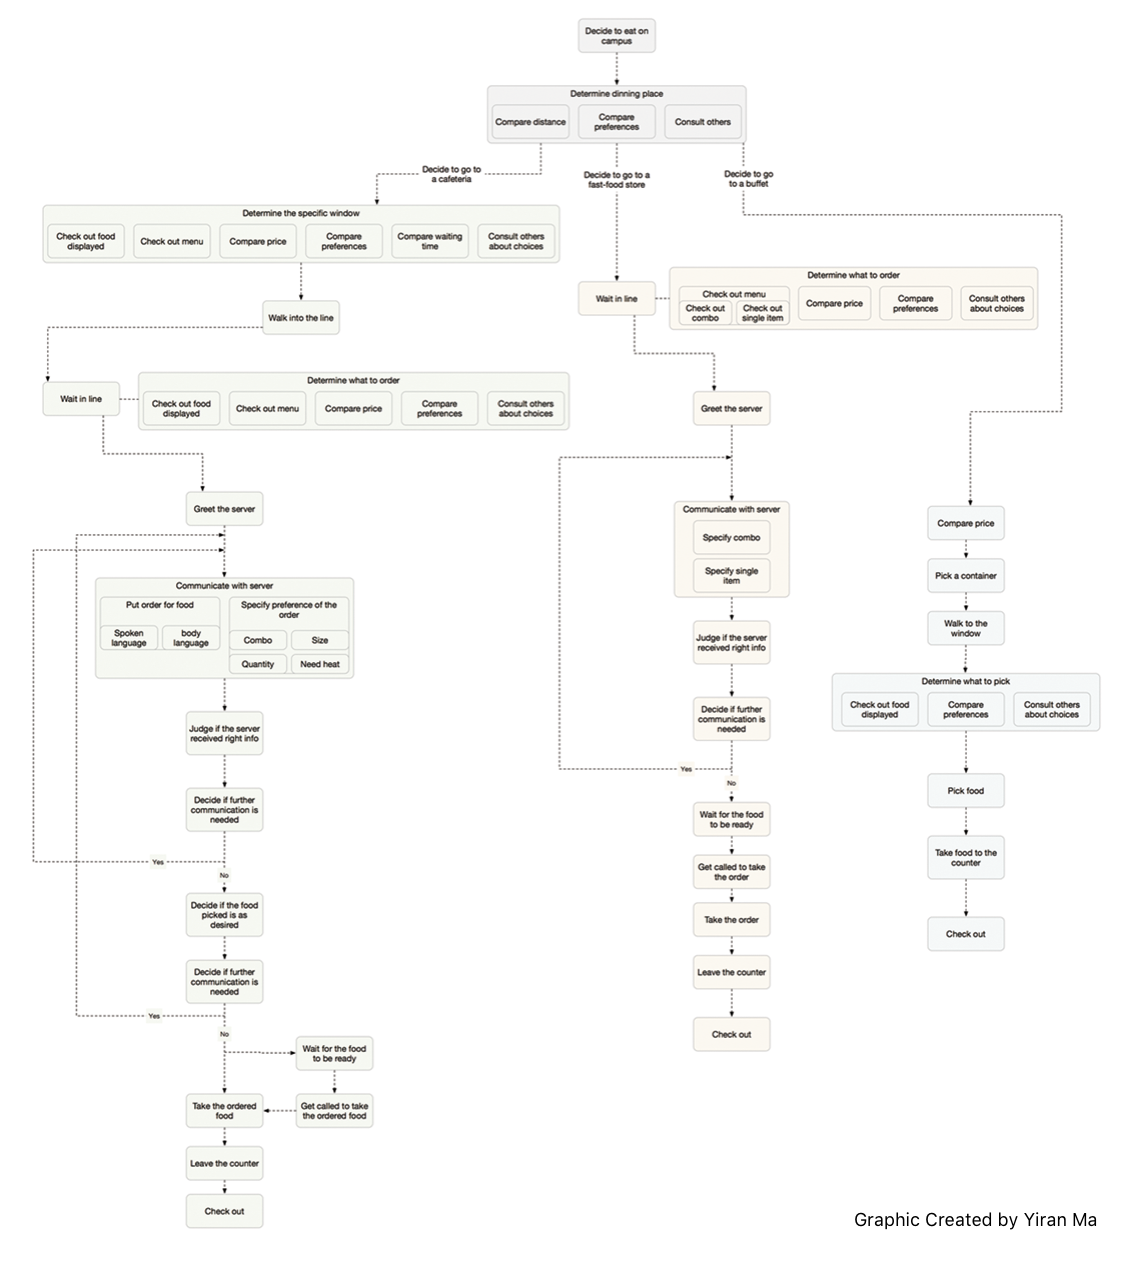 Decide to eat on
campus
Determine dinning place
Compare distance
Compare
preferences
Consult others
Decide to go to
a cafeteria
Decide to go to a
fast-food store
Decide to go
to a buffet
Determine the specific window
Check out food
displayed
Check out menu
Compare price
Compare
preferences
Compare waiting
time
Consult others
about choices
Walk into the line
Wait in line
Determine what to order
Check out food
displayed
Check out menu
Compare price
Compare
preferences
Consult others
about choices
Greet the server
Communicate with server
Put order for food
Spoken
language
body
language
Specify preference of the
order
Combo
Size
Quantity
Need heat
Judge if the server
received right info
Decide if further
communication is
needed
Yes
No
Decide if the food
picked is as
desired
Decide if further
communication is
needed
Yes
No
Wait for the food
to be ready
Get called to take
the ordered food
Take the ordered
food
Leave the counter
Check out
Wait in line
Determine what to order
Check out menu
Check out
combo
Check out
single item
Compare price
Compare
preferences
Consult others
about choices
Greet the server
Communicate with server
Specify combo
Specify single
item
Judge if the server
received right info
Decide if further
communication is
needed
Yes
No
Wait for the food
to be ready
Get called to take
the order
Take the order
Leave the counter
Check out
Compare price
Pick a container
Walk to the
window
Determine what to pick
Check out food
displayed
Compare
preferences
Consult others
about choices
Pick food
Take food to the
counter
Check out
Graphic Created by Yiran Ma